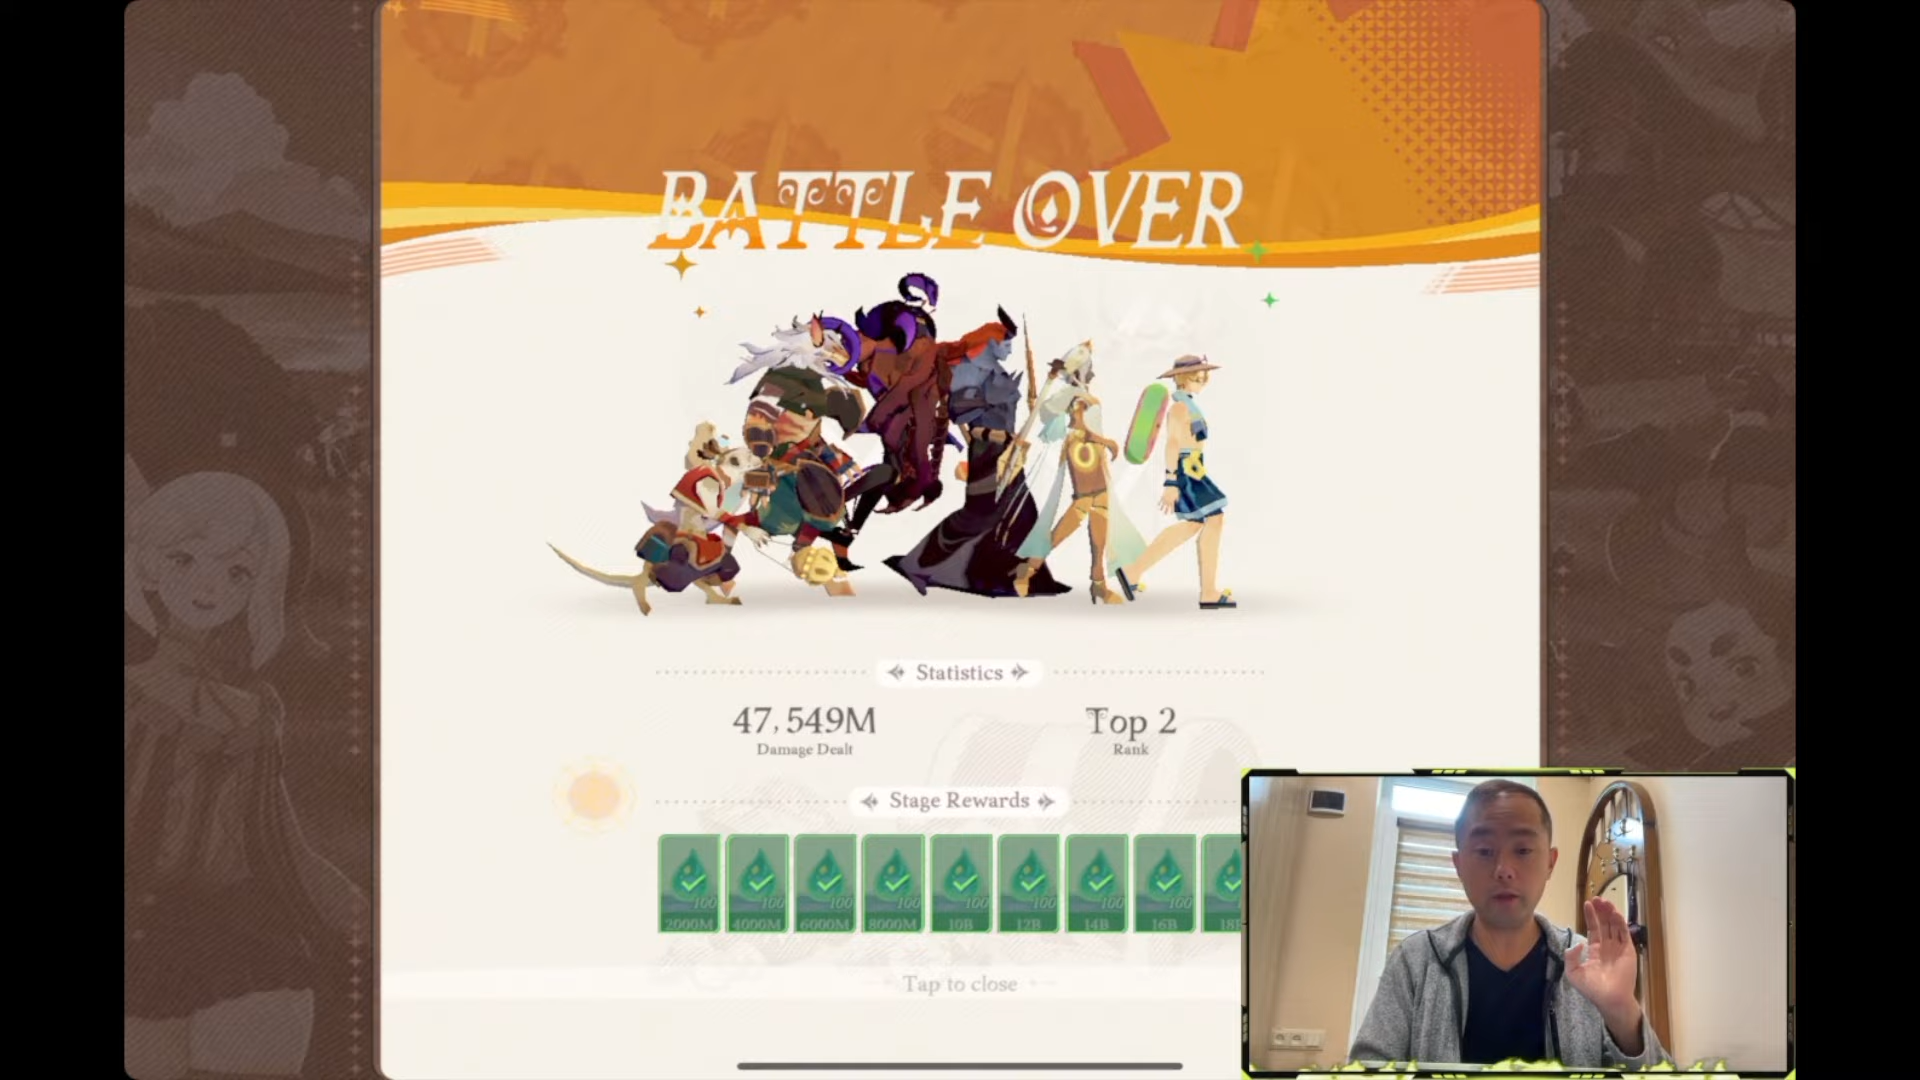 BATTLE OVER
Statistics
47,549M
Top 2
Damage Dealt
Rank
Stage Rewards
100 100 100 100 100 100 100 100
2000M 4000M 6000M 8000M 10B 12B 14B 16B
Tap to close